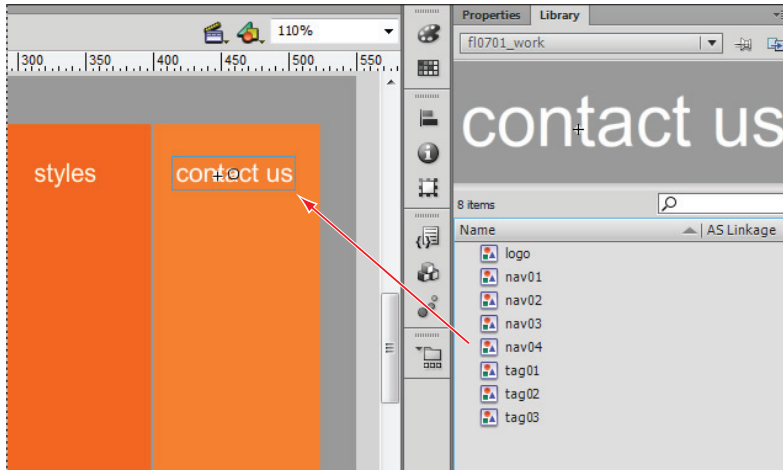 Properties Library
110%
fl0701_work
300 350 400 450 500 550
contact us
styles contact us
8 items
Name AS Linkage
logo
nav01
nav02
nav03
nav04
tag01
tag02
tag03